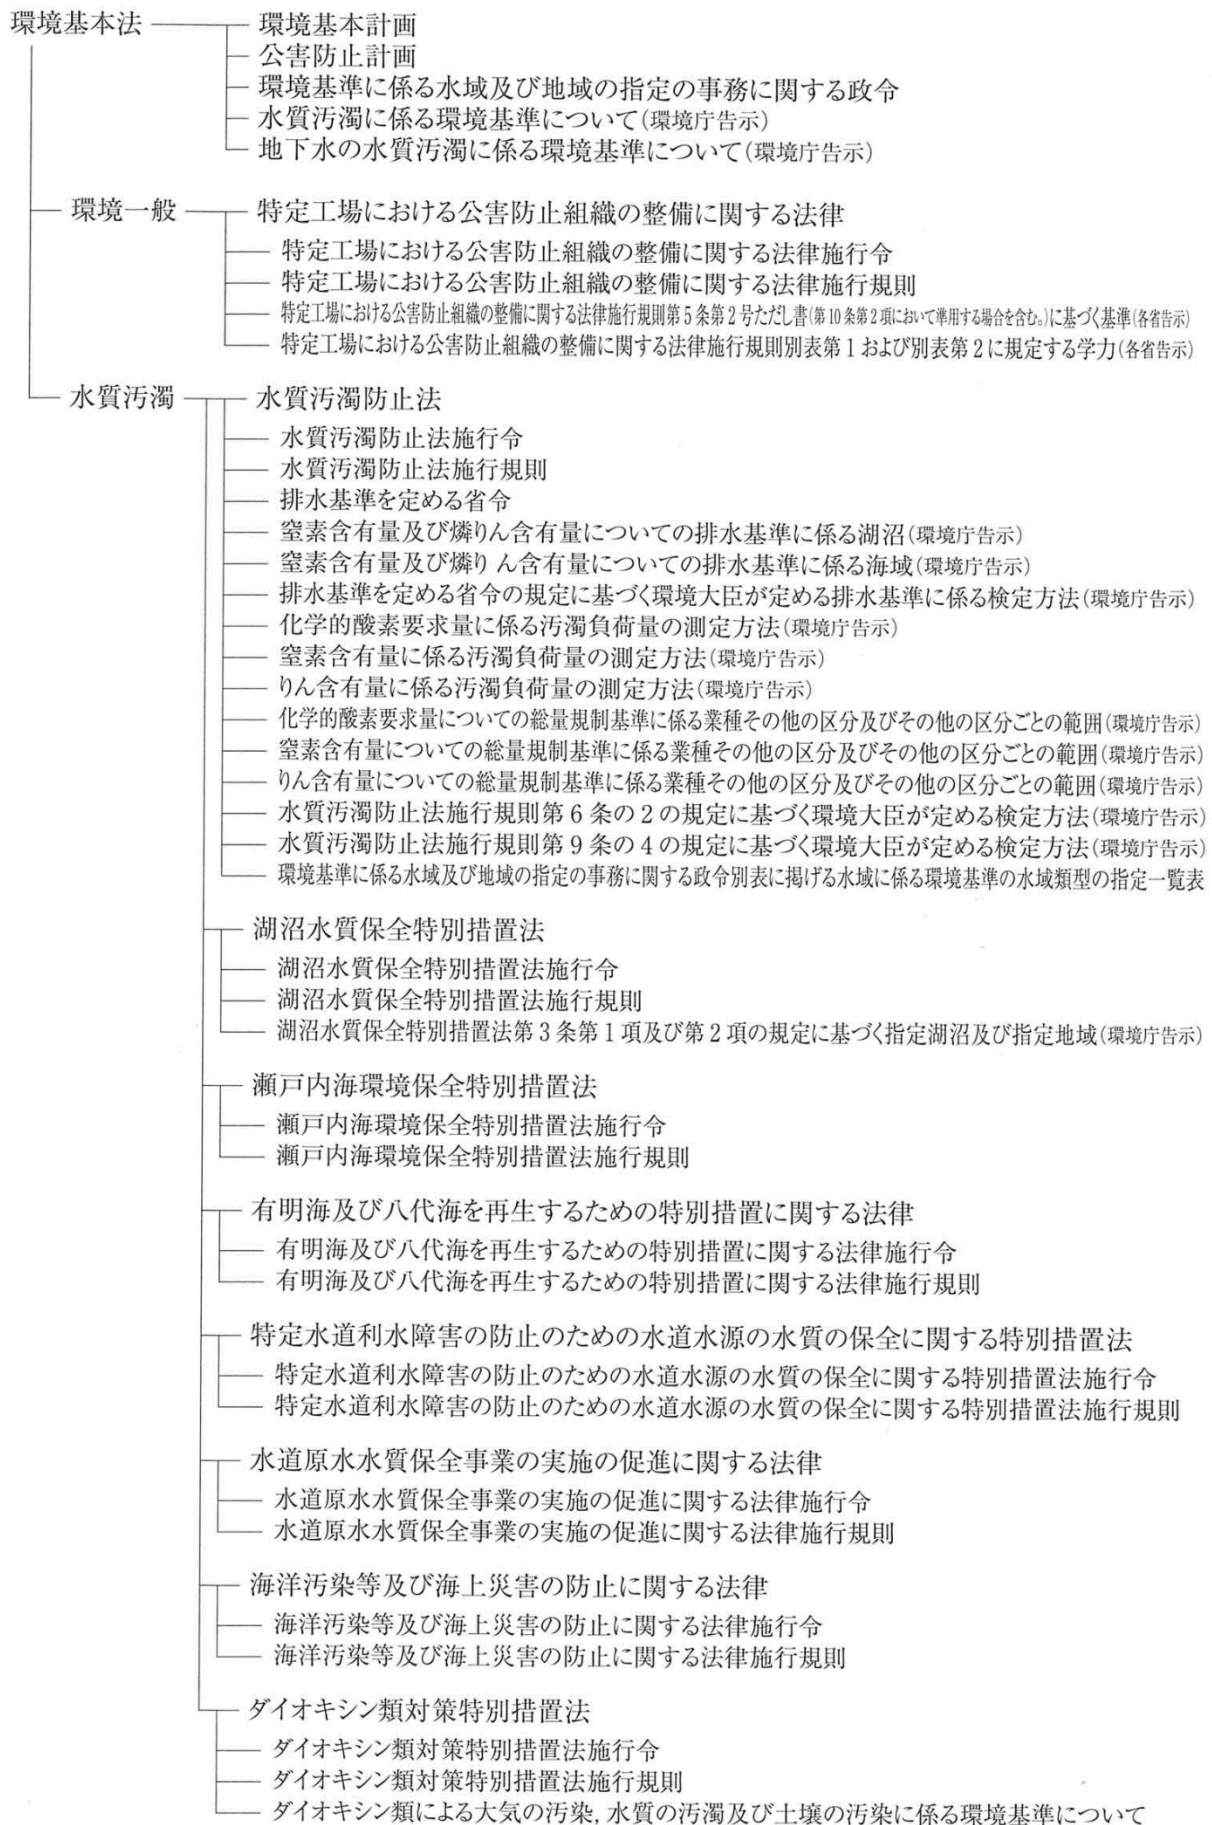 環境基本法
環境基本計画
公害防止計画
環境基準に係る水域及び地域の指定の事務に関する政令
水質汚濁に係る環境基準について(環境庁告示)
地下水の水質汚濁に係る環境基準について(環境庁告示)
環境一般
特定工場における公害防止組織の整備に関する法律
特定工場における公害防止組織の整備に関する法律施行令
特定工場における公害防止組織の整備に関する法律施行規則
特定工場における公害防止組織の整備に関する法律施行規則第5条第2号ただし書(第10条第2項において準用する場合を含む。)に基づく基準(各省告示)
特定工場における公害防止組織の整備に関する法律施行規則別表第1および別表第2に規定する学力(各省告示)
水質汚濁
水質汚濁防止法
水質汚濁防止法施行令
水質汚濁防止法施行規則
排水基準を定める省令
窒素含有量及び燐りん含有量についての排水基準に係る湖沼(環境庁告示)
窒素含有量及び燐り ん含有量についての排水基準に係る海域(環境庁告示)
排水基準を定める省令の規定に基づく環境大臣が定める排水基準に係る検定方法(環境庁告示)
化学的酸素要求量に係る汚濁負荷量の測定方法(環境庁告示)
窒素含有量に係る汚濁負荷量の測定方法(環境庁告示)
りん含有量に係る汚濁負荷量の測定方法(環境庁告示)
化学的酸素要求量についての総量規制基準に係る業種その他の区分及びその他の区分ごとの範囲(環境庁告示)
窒素含有量についての総量規制基準に係る業種その他の区分及びその他の区分ごとの範囲(環境庁告示)
りん含有量についての総量規制基準に係る業種その他の区分及びその他の区分ごとの範囲(環境庁告示)
水質汚濁防止法施行規則第6条の2の規定に基づく環境大臣が定める検定方法(環境庁告示)
水質汚濁防止法施行規則第9条の4の規定に基づく環境大臣が定める検定方法(環境庁告示)
環境基準に係る水域及び地域の指定の事務に関する政令別表に掲げる水域に係る環境基準の水域類型の指定一覧表
湖沼水質保全特別措置法
湖沼水質保全特別措置法施行令
湖沼水質保全特別措置法施行規則
湖沼水質保全特別措置法第3条第1項及び第2項の規定に基づく指定湖沼及び指定地域(環境庁告示)
瀬戸内海環境保全特別措置法
瀬戸内海環境保全特別措置法施行令
瀬戸内海環境保全特別措置法施行規則
有明海及び八代海を再生するための特別措置に関する法律
有明海及び八代海を再生するための特別措置に関する法律施行令
有明海及び八代海を再生するための特別措置に関する法律施行規則
特定水道利水障害の防止のための水道水源の水質の保全に関する特別措置法
特定水道利水障害の防止のための水道水源の水質の保全に関する特別措置法施行令
特定水道利水障害の防止のための水道水源の水質の保全に関する特別措置法施行規則
水道原水水質保全事業の実施の促進に関する法律
水道原水水質保全事業の実施の促進に関する法律施行令
水道原水水質保全事業の実施の促進に関する法律施行規則
海洋汚染等及び海上災害の防止に関する法律
海洋汚染等及び海上災害の防止に関する法律施行令
海洋汚染等及び海上災害の防止に関する法律施行規則
ダイオキシン類対策特別措置法
ダイオキシン類対策特別措置法施行令
ダイオキシン類対策特別措置法施行規則
ダイオキシン類による大気の汚染, 水質の汚濁及び土壌の汚染に係る環境基準について